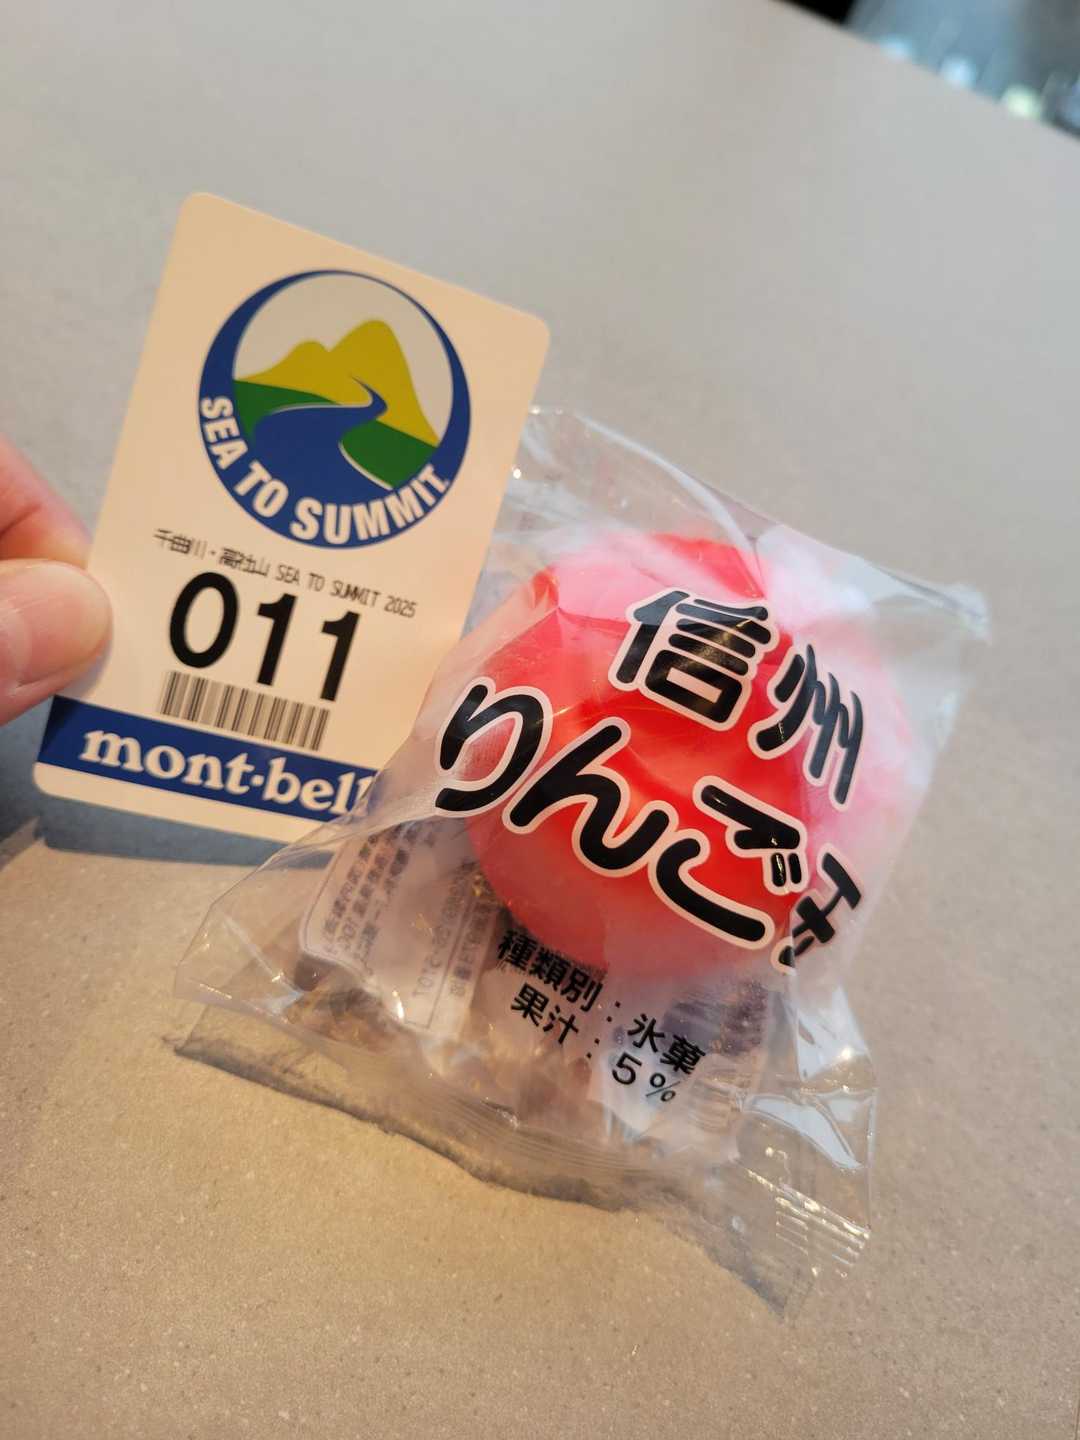 SEA TO SUMMIT
千曲川・高社山 SEA TO SUMMIT 2025
011
mont-bell
信州
りんご
種類別：氷菓
果汁：5%